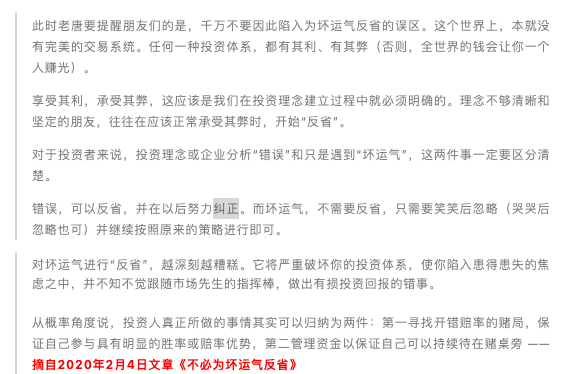 此时老唐要提醒朋友们的是，千万不要因此陷入为坏运气反省的误区。这个世界上，本就没
有完美的交易系统。任何一种投资体系，都有其利、有其弊（否则，全世界的钱会让你一个
人赚光）。
享受其利，承受其弊，这应该是我们在投资理念建立过程中就必须明确的。理念不够清晰和
坚定的朋友，往往在应该正常承受其弊时，开始“反省”。
对于投资者来说，投资理念或企业分析“错误”和只是遇到“坏运气”，这两件事一定要区分清
楚。
错误，可以反省，并在以后努力纠正。而坏运气，不需要反省，只需要笑笑后忽略（哭哭后
忽略也可）并继续按照原来的策略进行即可。
对坏运气进行“反省”，越深刻越糟糕。它将严重破坏你的投资体系，使你陷入患得患失的焦
虑之中，并不知不觉跟随市场先生的指挥棒，做出有损投资回报的错事。
从概率角度说，投资人真正所做的事情其实可以归纳为两件：第一寻找开错赔率的赌局，保
证自己参与具有明显的胜率或赔率优势，第二管理资金以保证自己可以持续待在赌桌旁 ——
摘自2020年2月4日文章《不必为坏运气反省》